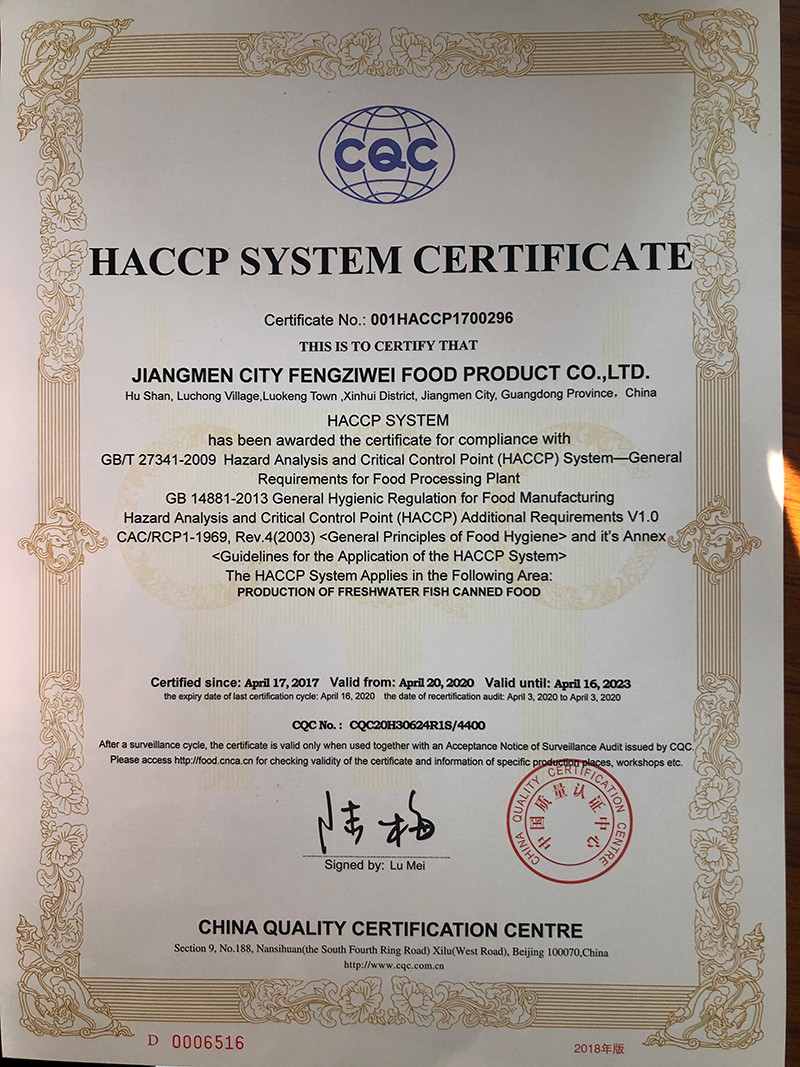 CQC
HACCP SYSTEM CERTIFICATE
Certificate No.: 001HACCP1700296
THIS IS TO CERTIFY THAT
JIANGMEN CITY FENGZIWEI FOOD PRODUCT CO.,LTD.
Hu Shan, Luchong Village,Luokeng Town ,Xinhui District, Jiangmen City, Guangdong Province，China
HACCP SYSTEM
has been awarded the certificate for compliance with
GB/T 27341-2009 Hazard Analysis and Critical Control Point (HACCP) System—General
Requirements for Food Processing Plant
GB 14881-2013 General Hygienic Regulation for Food Manufacturing
Hazard Analysis and Critical Control Point (HACCP) Additional Requirements V1.0
CAC/RCP1-1969, Rev.4(2003) <General Principles of Food Hygiene> and it's Annex
<Guidelines for the Application of the HACCP System>
The HACCP System Applies in the Following Area:
PRODUCTION OF FRESHWATER FISH CANNED FOOD
Certified since: April 17, 2017 Valid from: April 20, 2020 Valid until: April 16, 2023
the expiry date of last certification cycle: April 16, 2020 the date of recertification audit: April 3, 2020 to April 3, 2020
CQC No.： CQC20H30624R1S/4400
After a surveillance cycle, the certificate is valid only when used together with an Acceptance Notice of Surveillance Audit issued by CQC.
Please access http://food.cnca.cn for checking validity of the certificate and information of specific production places, workshops etc.
陆梅
CHINA QUALITY CERTIFICATION CENTRE
中国质量认证中心
Signed by: Lu Mei
CHINA QUALITY CERTIFICATION CENTRE
Section 9, No.188, Nansihuan(the South Fourth Ring Road) Xilu(West Road), Beijing 100070,China
http://www.cqc.com.cn
D 0006516
2018年版